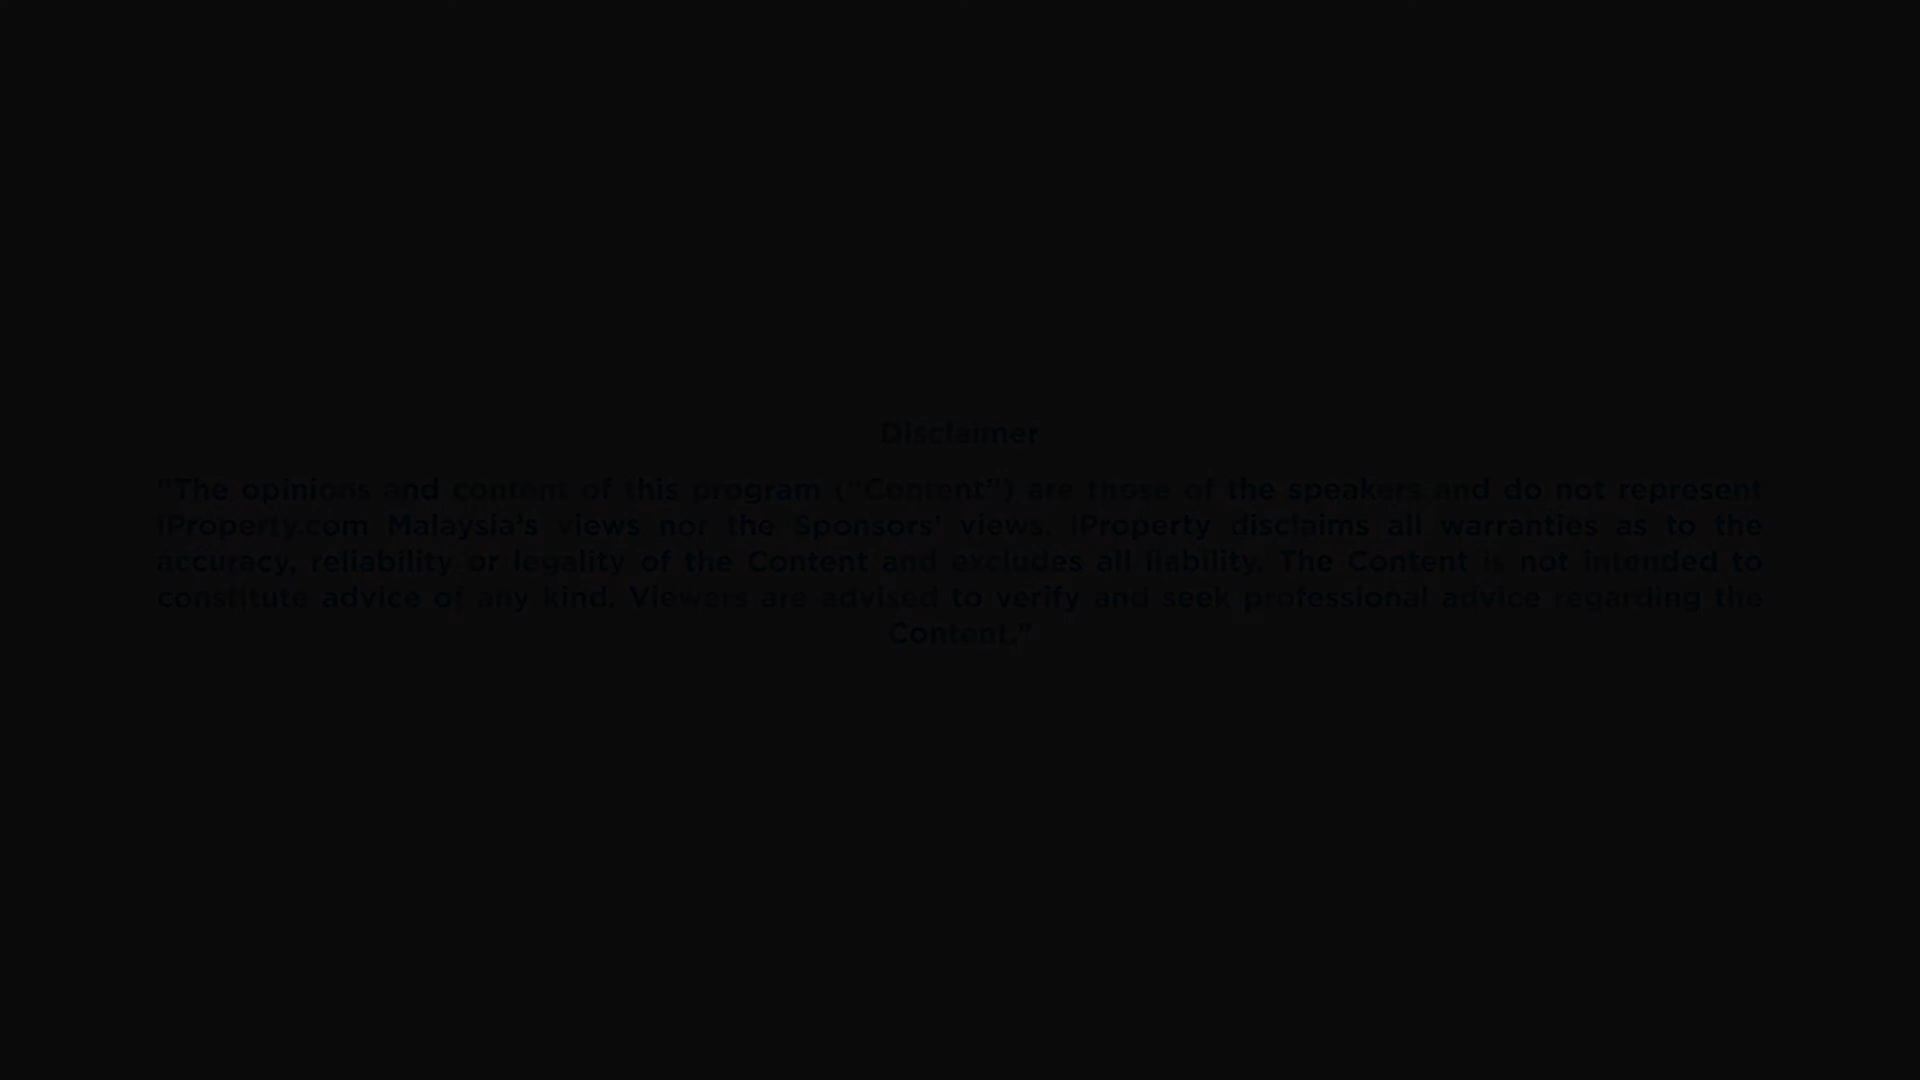 Disclaimer
"The opinions and content of this program (“Content”) are those of the speakers and do not represent
iProperty.com Malaysia's views nor the Sponsors' views. iProperty disclaims all warranties as to the
accuracy, reliability or legality of the Content and excludes all liability. The Content is not intended to
constitute advice of any kind. Viewers are advised to verify and seek professional advice regarding the
Content."